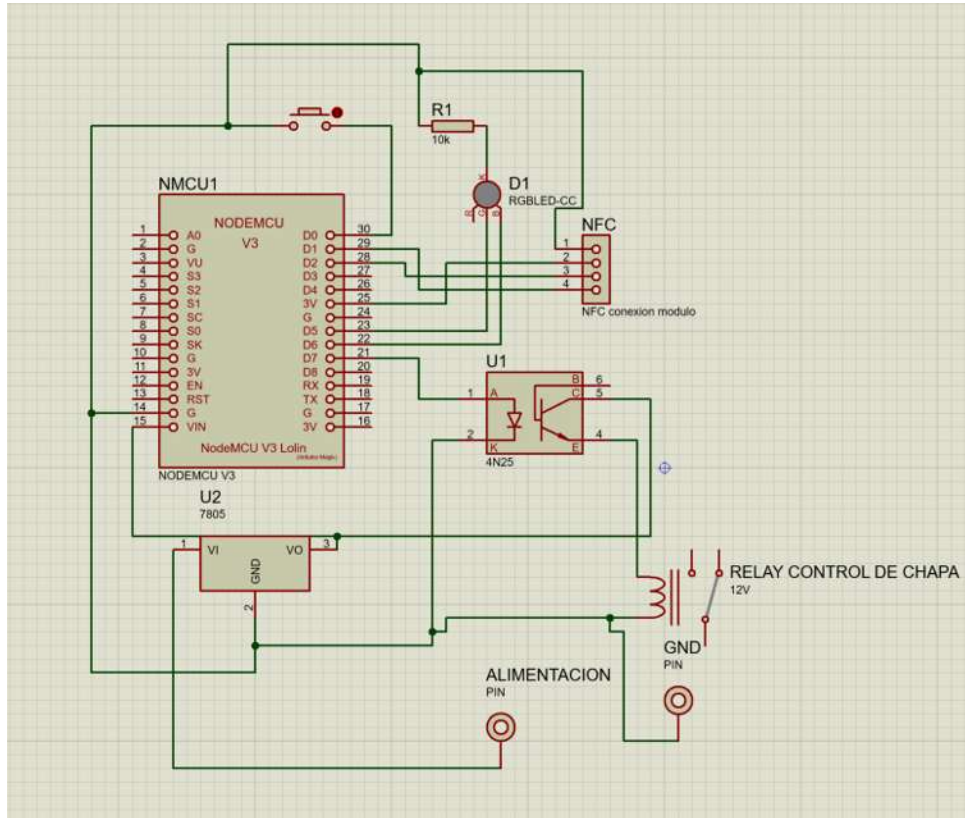 R1
10k
K
D1
RGBLED-CC
R
G
B
NMCU1
NODEMCU
V3
1 A0
2 G
3 VU
4 S3
5 S2
6 S1
7 SC
8 S0
9 SK
10 G
11 3V
12 EN
13 RST
14 G
15 VIN
D0 30
D1 29
D2 28
D3 27
D4 26
3V 25
G 24
D5 23
D6 22
D7 21
D8 20
RX 19
TX 18
G 17
3V 16
NodeMCU V3 Lolin
NODEMCU V3
NFC
1
2
3
4
NFC conexion modulo
U1
1 A
2 K
B 6
C 5
E 4
4N25
U2
7805
1 VI
VO 3
GND
2
RELAY CONTROL DE CHAPA
12V
GND
PIN
ALIMENTACION
PIN